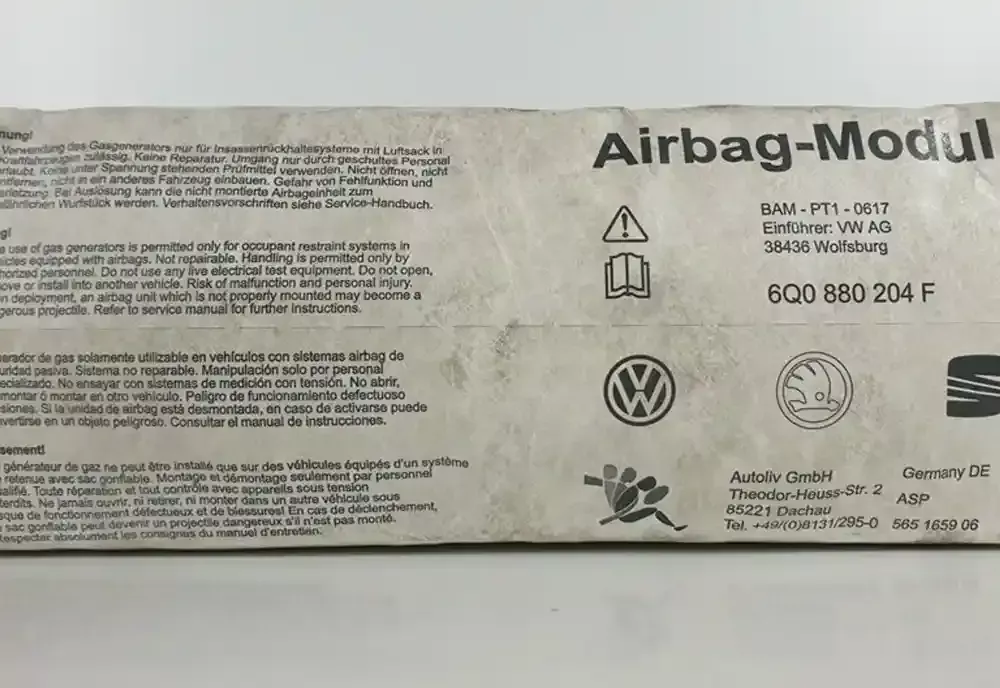 nung!
Verwendung des Gasgenerators nur für Insassenrückhaltesysteme mit Luftsack in
Kraftfahrzeugen zulässig. Keine Reparatur. Umgang nur durch geschultes Personal
erlaubt. Keine unter Spannung stehenden Prüfmittel verwenden. Nicht öffnen, nicht
ntfernen, nicht in ein anderes Fahrzeug einbauen. Gefahr von Fehlfunktion und
erletzung. Bei Auslösung kann die nicht montierte Airbageinheit zum
efährlichen Wurfstück werden. Verhaltensvorschriften siehe Service-Handbuch.
g!
e use of gas generators is permitted only for occupant restraint systems in
icles equipped with airbags. Not repairable. Handling is permitted only by
horized personnel. Do not use any live electrical test equipment. Do not open,
ove or install into another vehicle. Risk of malfunction and personal injury.
n deployment, an airbag unit which is not properly mounted may become a
gerous projectile. Refer to service manual for further instructions.
erador de gas solamente utilizable en vehículos con sistemas airbag de
uridad pasiva. Sistema no reparable. Manipulación solo por personal
ecializado. No ensayar con sistemas de medición con tensión. No abrir,
montar ó montar en otro vehículo. Peligro de funcionamiento defectuoso
siones. Si la unidad de airbag está desmontada, en caso de activarse puede
vertirse en un objeto peligroso. Consultar el manual de instrucciones.
sement!
générateur de gaz ne peut être installé que sur des véhicules équipés d'un système
retenue avec sac gonflable. Montage et démontage seulement par personnel
alifié. Toute réparation et tout contrôle avec appareils sous tension
terdits. Ne jamais ouvrir, ni retirer, ni monter dans un autre véhicule sous
sque de fonctionnement défectueux et de blessures! En cas de déclenchement,
sac gonflable peut devenir un projectile dangereux s'il n'est pas monté.
Respecter absolument les consignes du manuel d'entretien.
Airbag-Modul
BAM - PT1 - 0617
Einführer: VW AG
38436 Wolfsburg
6Q0 880 204 F
Autoliv GmbH
Theodor-Heuss-Str. 2
85221 Dachau
Tel. +49/(0)8131/295-0
Germany DE
ASP
565 1659 06